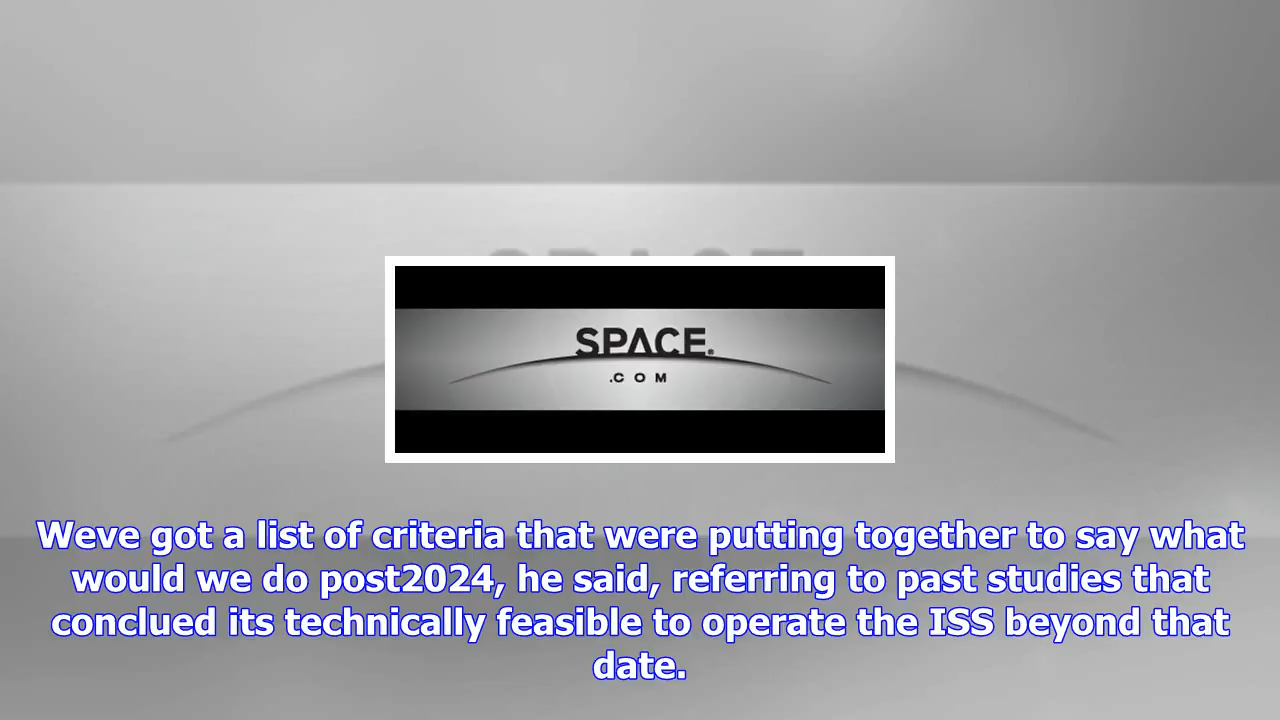 SPACE
SPACE®
.COM
Weve got a list of criteria that were putting together to say what
would we do post2024, he said, referring to past studies that
conclued its technically feasible to operate the ISS beyond that
date.